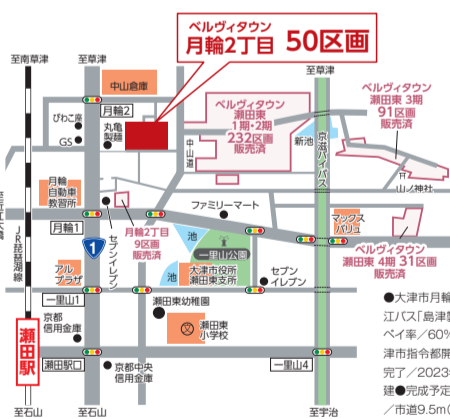 ベルヴィタウン
月輪2丁目 50区画
至南草津
至草津
至草津
中山倉庫
月輪2
びわこ座
GS
丸亀
製麺
中山道
ベルヴィタウン
瀬田東
1期・2期
232区画
販売済
新池
京滋バイパス
ベルヴィタウン
瀬田東 3期
91区画
販売済
山ノ神社
月輪
自動車
教習所
月輪1
セブンイレブン
月輪2丁目
9区画
販売済
ファミリーマート
マックス
バリュ
ベルヴィタウン
瀬田東 4期 31区画
販売済
JR琵琶湖線
1
池
池
一里山公園
大津市役所
瀬田東支所
セブン
イレブン
アル
プラザ
一里山1
瀬田東幼稚園
文
瀬田東
小学校
京都
信用金庫
瀬田駅
瀬田駅口
京都中央
信用金庫
一里山4
至石山
至石山
至宇治
●大津市月輪
江バス「島津製
ペイ率/60%
津市指令都開
完了/2023
建●完成予定
/市道9.5m(